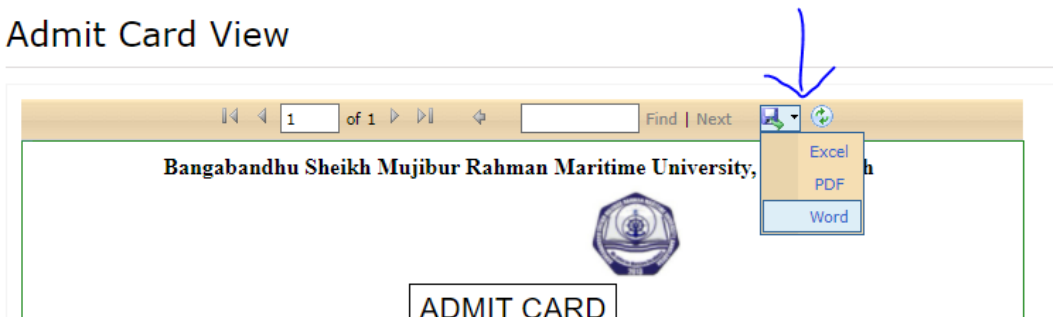 Admit Card View
1 of 1 Find | Next
Excel
PDF
Word
Bangabandhu Sheikh Mujibur Rahman Maritime University, h
ADMIT CARD